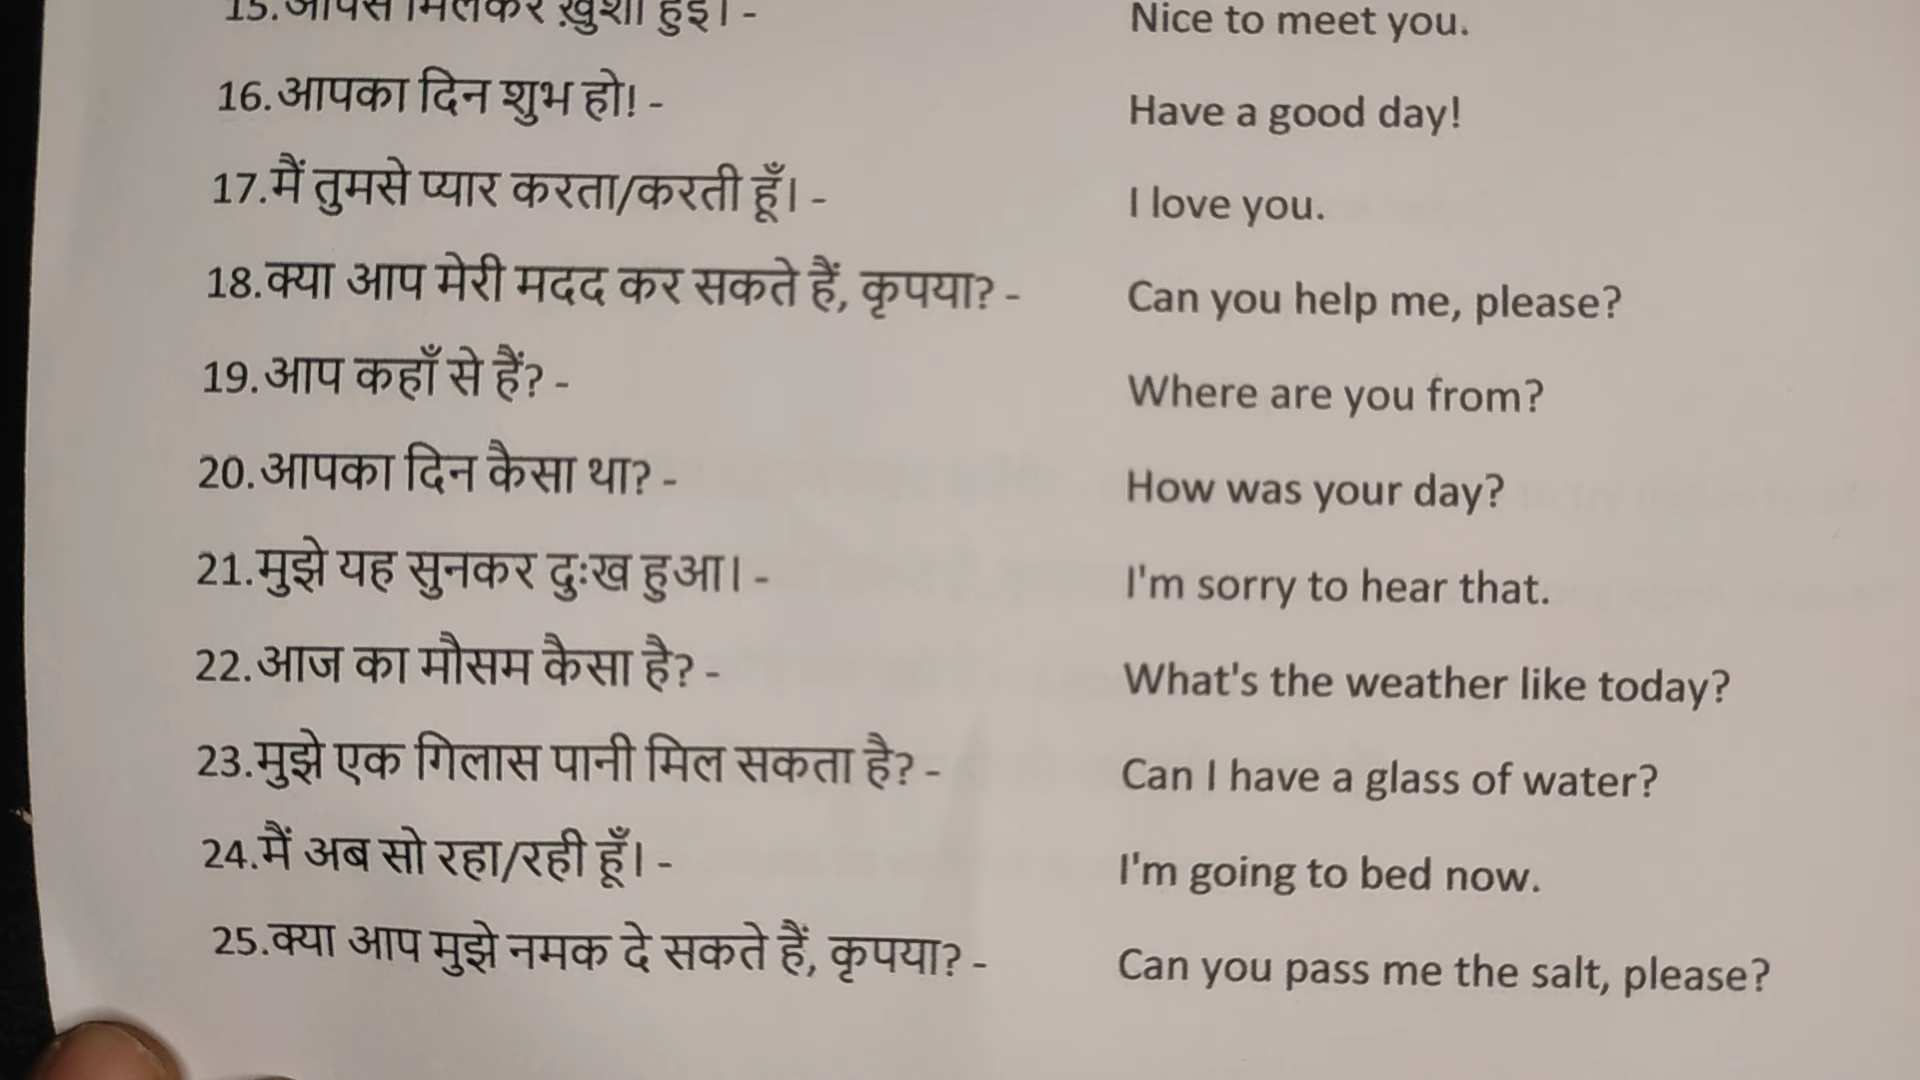 15.आपसे मिलकर ख़ुशी हुई। - Nice to meet you.
16.आपका दिन शुभ हो! - Have a good day!
17.मैं तुमसे प्यार करता/करती हूँ। - I love you.
18.क्या आप मेरी मदद कर सकते हैं, कृपया? - Can you help me, please?
19.आप कहाँ से हैं? - Where are you from?
20.आपका दिन कैसा था? - How was your day?
21.मुझे यह सुनकर दुःख हुआ। - I'm sorry to hear that.
22.आज का मौसम कैसा है? - What's the weather like today?
23.मुझे एक गिलास पानी मिल सकता है? - Can I have a glass of water?
24.मैं अब सो रहा/रही हूँ। - I'm going to bed now.
25.क्या आप मुझे नमक दे सकते हैं, कृपया? - Can you pass me the salt, please?